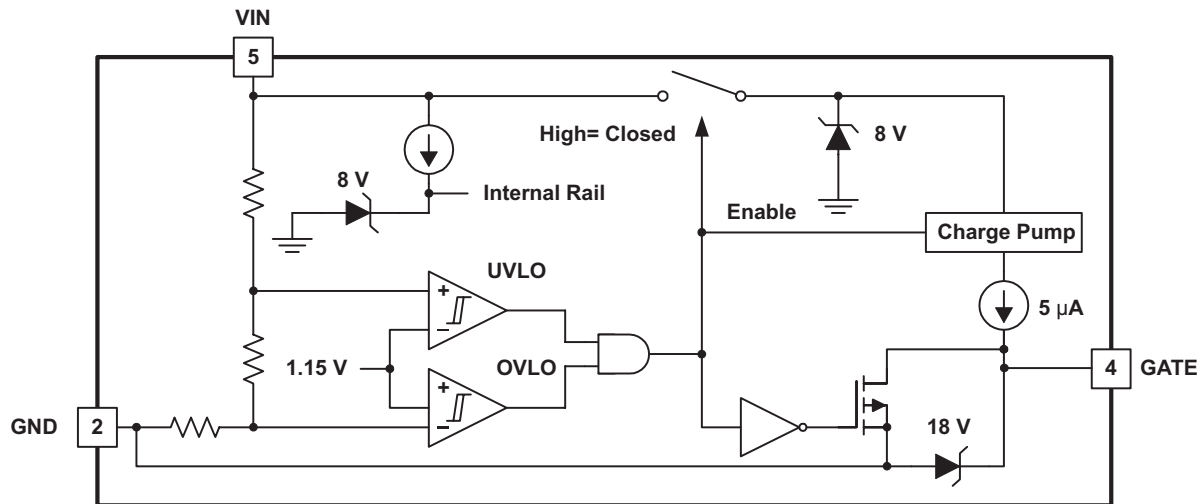 VIN
5
High= Closed
8 V
8 V
Internal Rail
Enable
Charge Pump
UVLO
+
−
5 µA
1.15 V
OVLO
4
GATE
+
−
GND
2
18 V